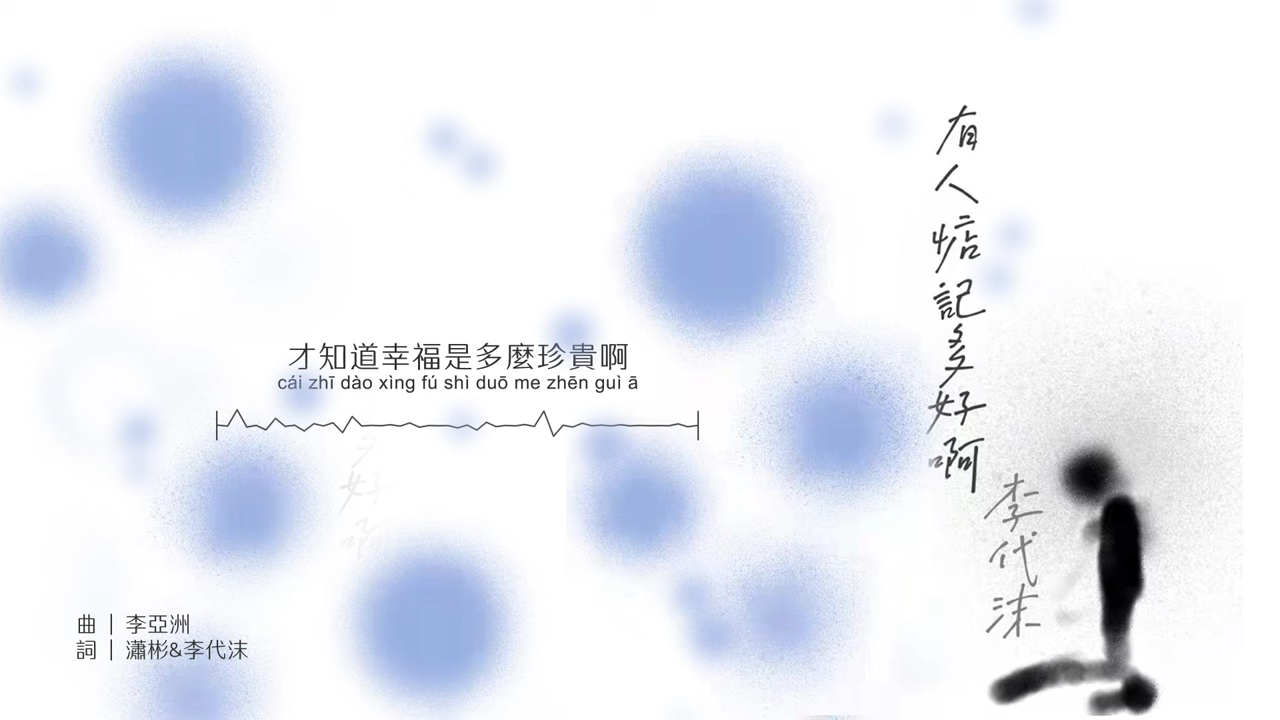 才知道幸福是多麼珍貴啊
cái zhī dào xìng fú shì duō me zhēn guì ā
有人惦記多好啊
李代沫
曲｜李亞洲
詞｜瀟彬&李代沫